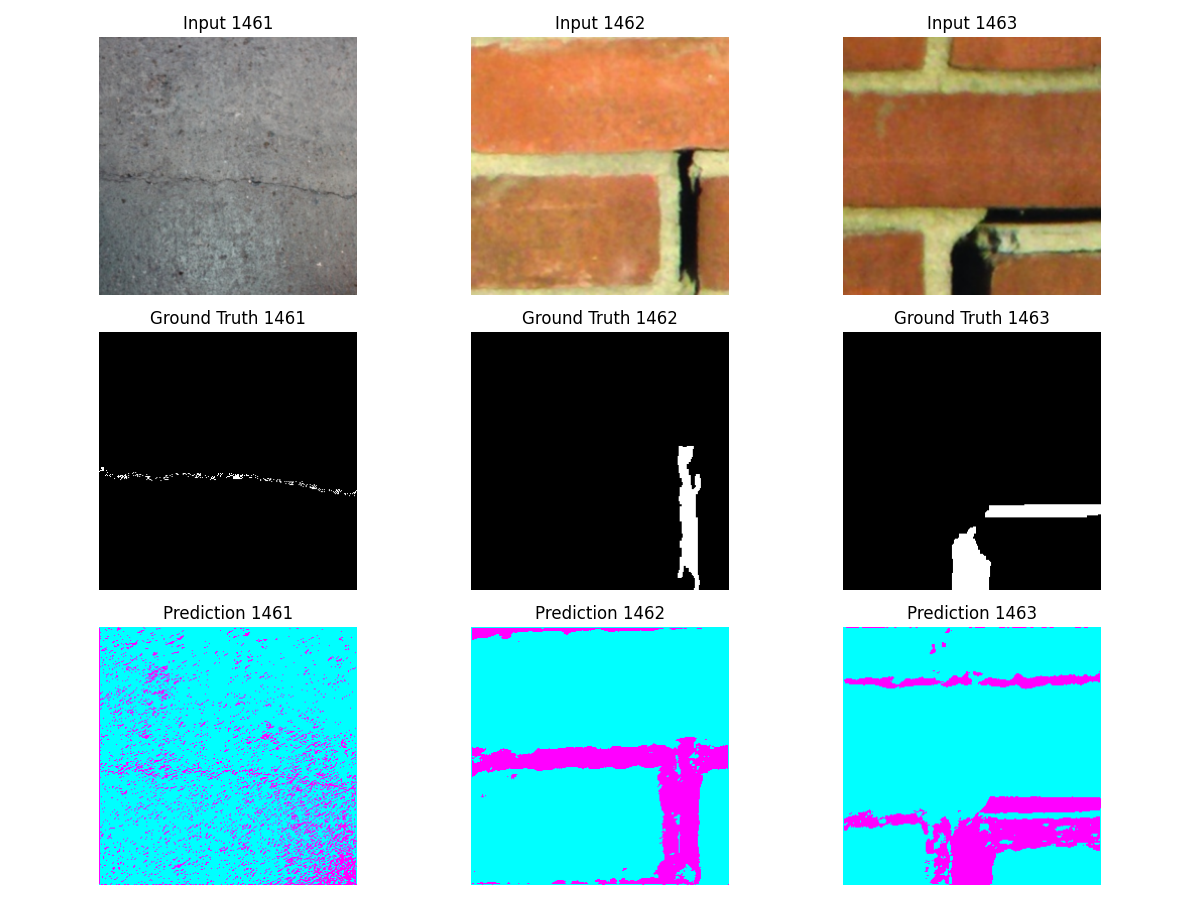 Input 1461
Input 1462
Input 1463
Ground Truth 1461
Ground Truth 1462
Ground Truth 1463
Prediction 1461
Prediction 1462
Prediction 1463